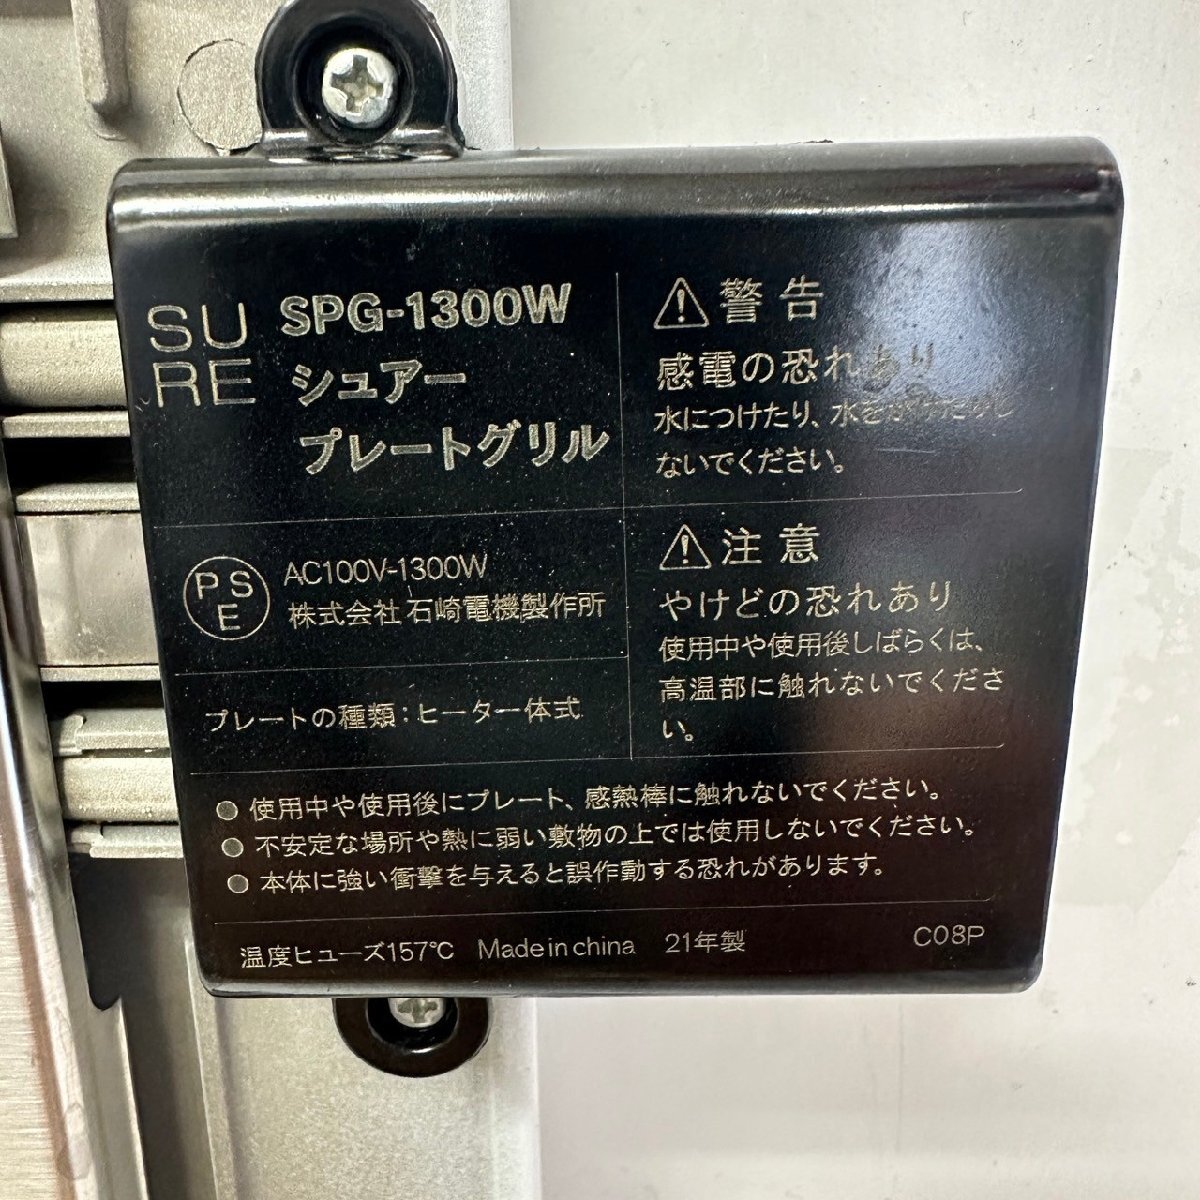 SU
RE
SPG-1300W
シュアー
プレートグリル
PS
E
AC100V-1300W
株式会社 石崎電機製作所
プレートの種類：ヒーター体式
警告
感電の恐れあり
水につけたり、水を
ないでください。
注意
やけどの恐れあり
使用中や使用後しばらくは、
高温部に触れないでくださ
い。
● 使用中や使用後にプレート、感熱棒に触れないでください。
● 不安定な場所や熱に弱い敷物の上では使用しないでください。
● 本体に強い衝撃を与えると誤作動する恐れがあります。
温度ヒューズ157℃ Made in china 21年製 C08P